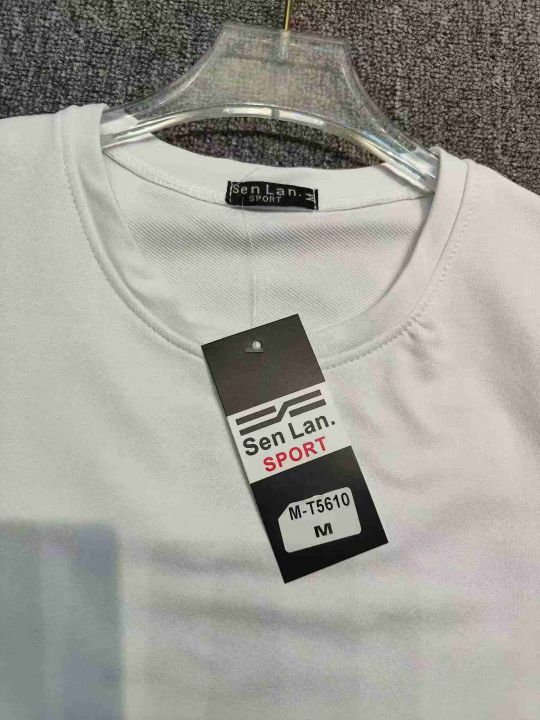 Sen Lan.
SPORT
M
Sen Lan.
SPORT
M-T5610
M